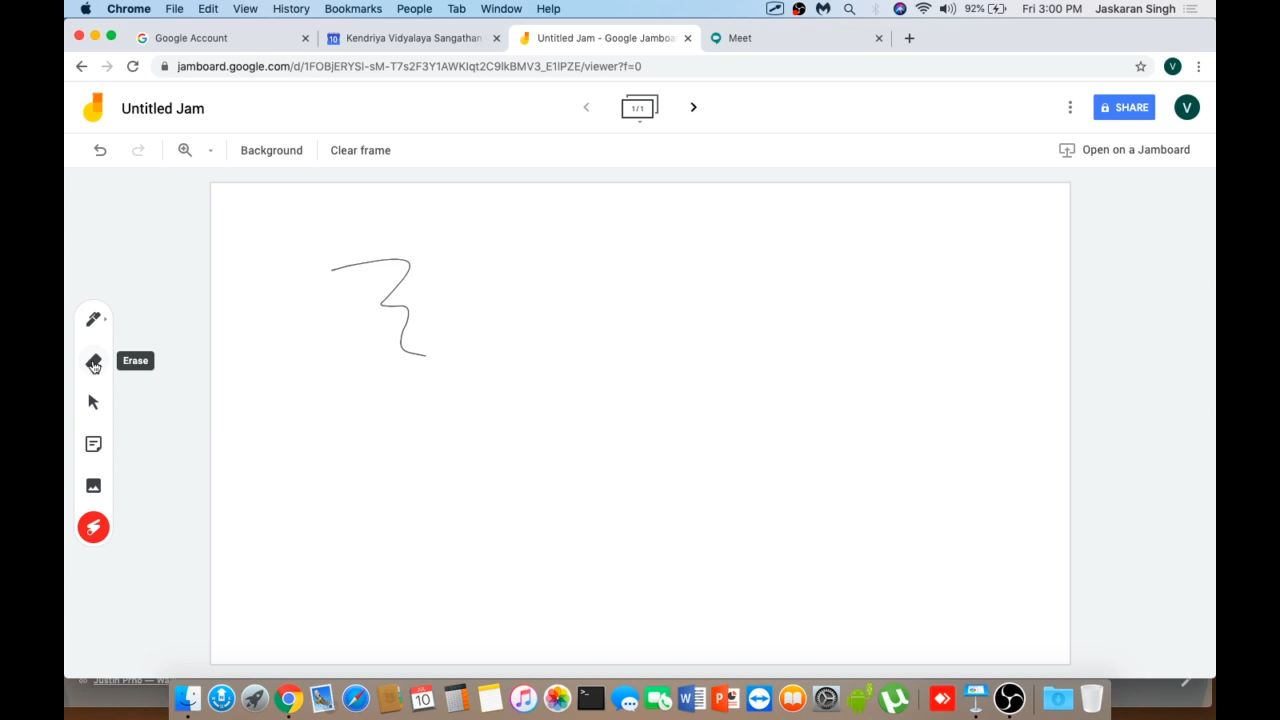 Chrome File Edit View History Bookmarks People Tab Window Help 92% Fri 3:00 PM Jaskaran Singh
Google Account Kendriya Vidyalaya Sangathan Untitled Jam - Google Jamboa Meet
jamboard.google.com/d/1FOBjERYSI-sM-T7s2F3Y1AWKIqt2C9lkBMV3_E1lPZE/viewer?f=0 V
Untitled Jam 1/1 SHARE V
Background Clear frame Open on a Jamboard
Erase
JUL
10